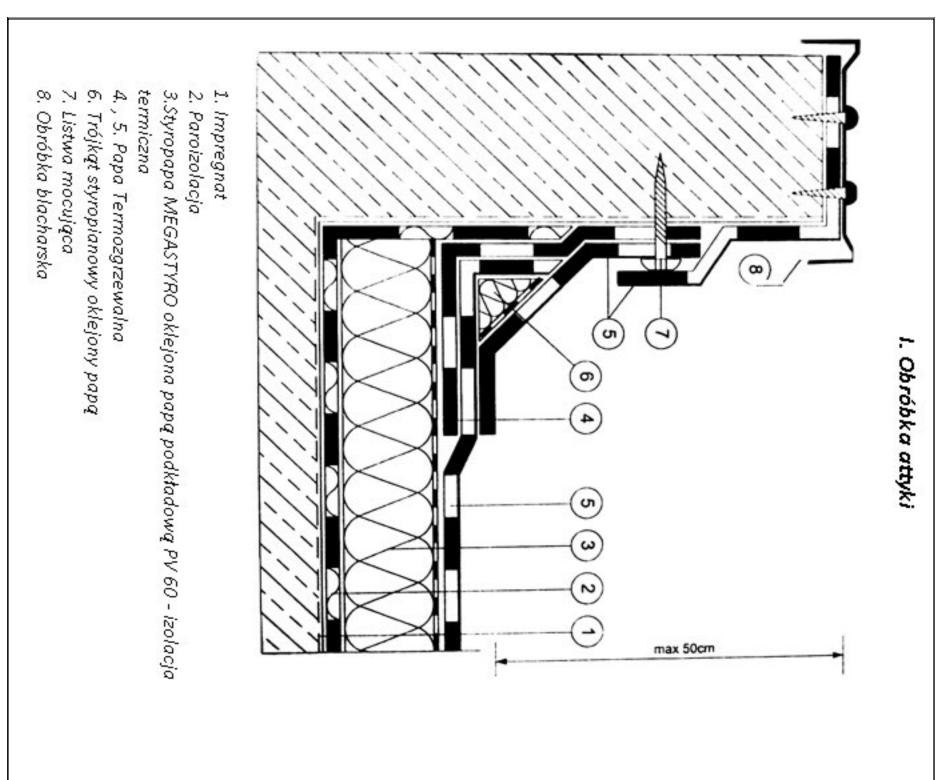 I. Obróbka attyki
8
7
5
6
4
5
3
2
1
max 50cm
1. Impregnat
2. Paroizolacja
3.Styropapa MEGASTYRO oklejona papą podkładową PV 60 - izolacja
termiczna
4., 5. Papa Termozgrzewalna
6. Trójkąt styropianowy oklejony papą
7. Listwa mocująca
8. Obróbka blacharska